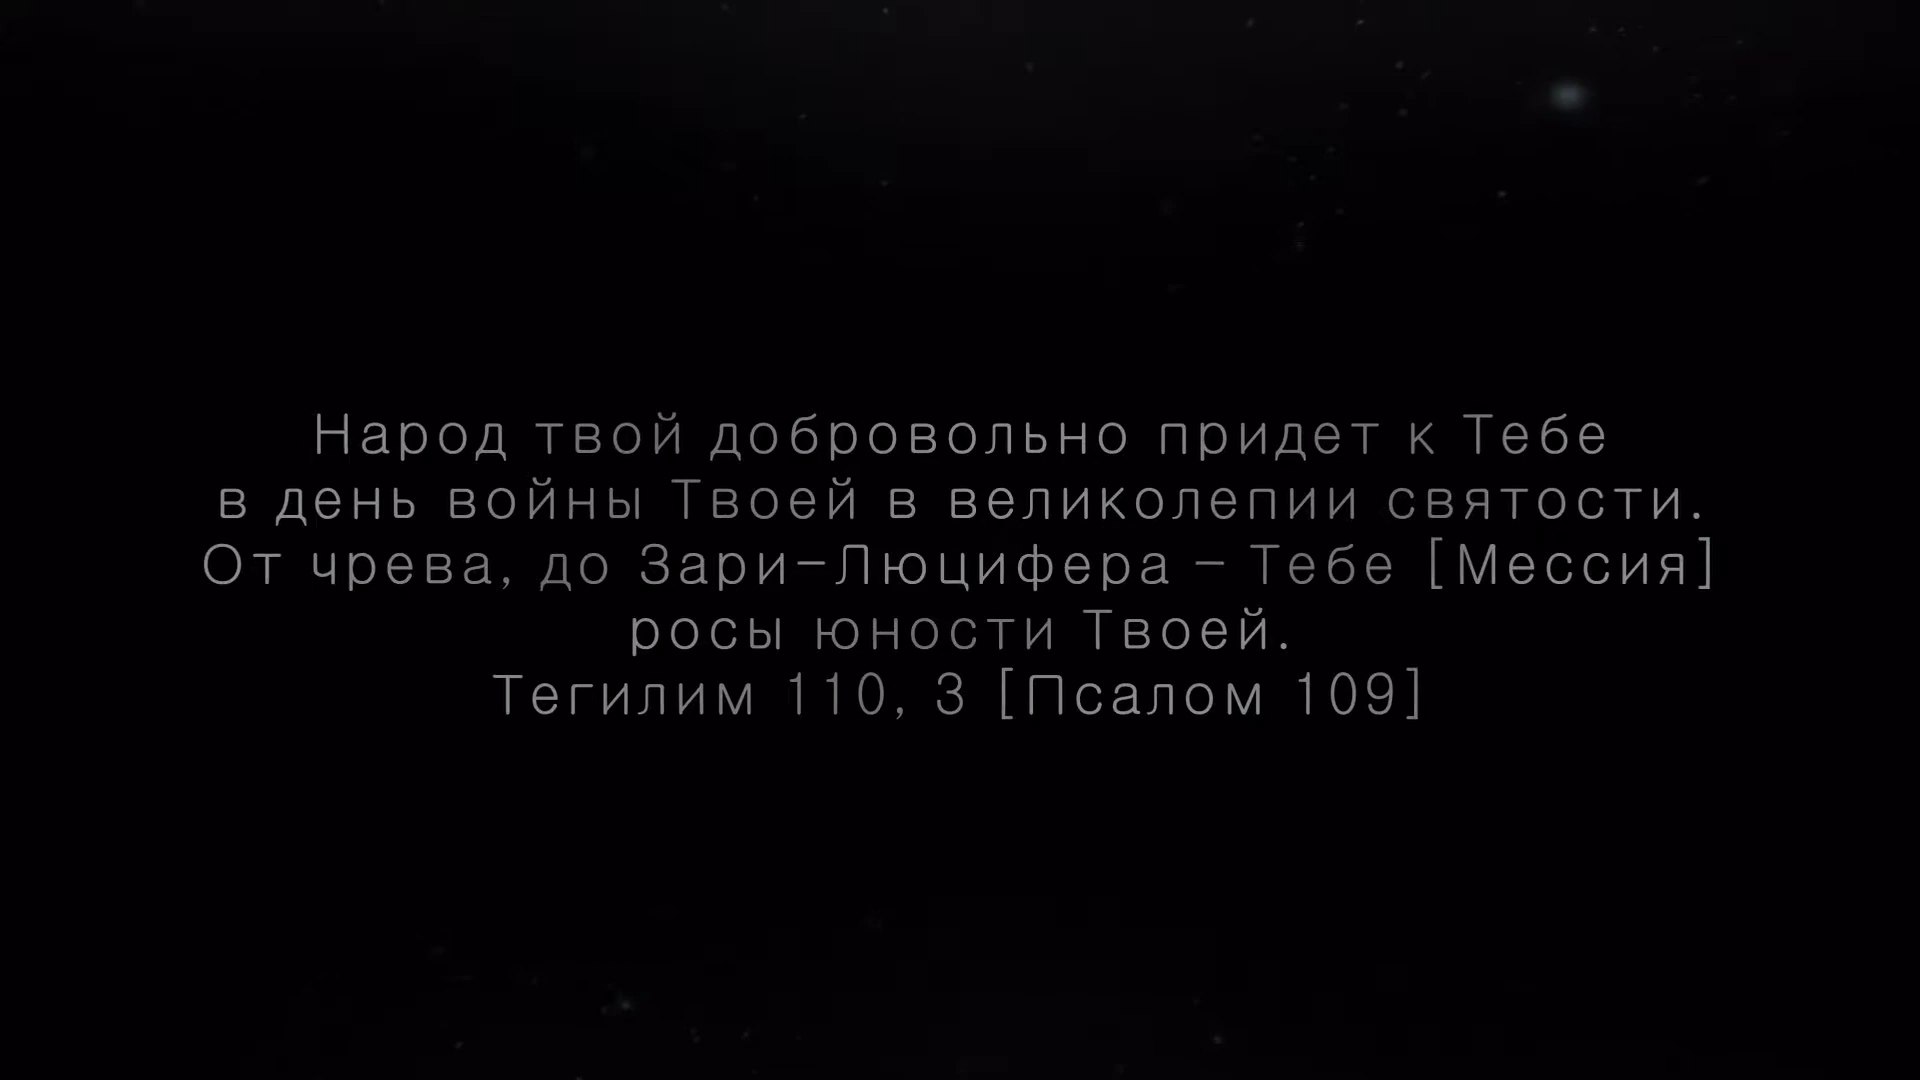 Народ твой добровольно придет к Тебе
в день войны Твоей в великолепии святости.
От чрева, до Зари-Люцифера - Тебе [Мессия]
росы юности Твоей.
Тегилим 110, 3 [Псалом 109]